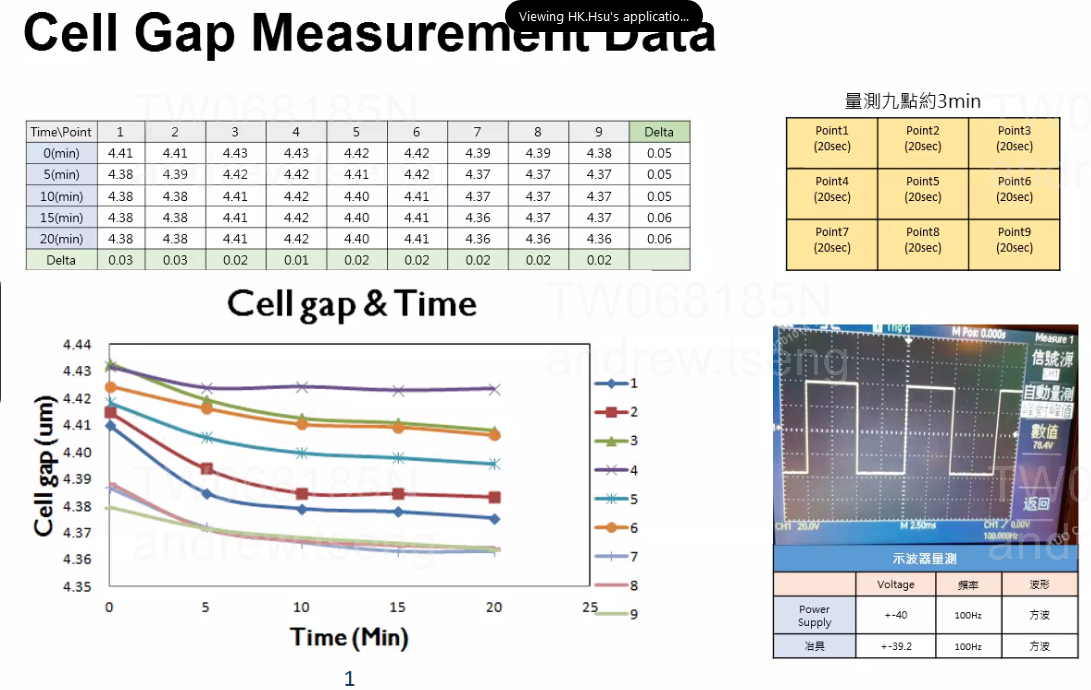 Viewing HK.Hsu's applicatio...
Cell Gap Measurement Data
TW068185N
andrew.tseng
量測九點約3min
Time\Point 1 2 3 4 5 6 7 8 9 Delta
0(min) 4.41 4.41 4.43 4.43 4.42 4.42 4.39 4.39 4.38 0.05
5(min) 4.38 4.39 4.42 4.42 4.41 4.42 4.37 4.37 4.37 0.05
10(min) 4.38 4.38 4.41 4.42 4.40 4.41 4.37 4.37 4.37 0.05
15(min) 4.38 4.38 4.41 4.42 4.40 4.41 4.36 4.37 4.37 0.06
20(min) 4.38 4.38 4.41 4.42 4.40 4.41 4.36 4.36 4.36 0.06
Delta 0.03 0.03 0.02 0.01 0.02 0.02 0.02 0.02 0.02
Point1 Point2 Point3
(20sec) (20sec) (20sec)
Point4 Point5 Point6
(20sec) (20sec) (20sec)
Point7 Point8 Point9
(20sec) (20sec) (20sec)
Cell gap & Time
TW068185N
andrew.tseng
4.44
4.43
4.42
4.41
4.40
4.39
4.38
4.37
4.36
4.35
Cell gap (um)
0 5 10 15 20 25
Time (Min)
1
2
3
4
5
6
7
8
9
TW068185N
andrew.tseng
Trig'd M Pos: 0.000s Measure 1
信號源
CH1
自動量測
峰對峰值
數值
78.4V
返回
CH1 20.0V M 2.50ms CH1 / 0.00V
100.000Hz
示波器量測
Voltage 頻率 波形
Power Supply +-40 100Hz 方波
冶具 +-39.2 100Hz 方波
1